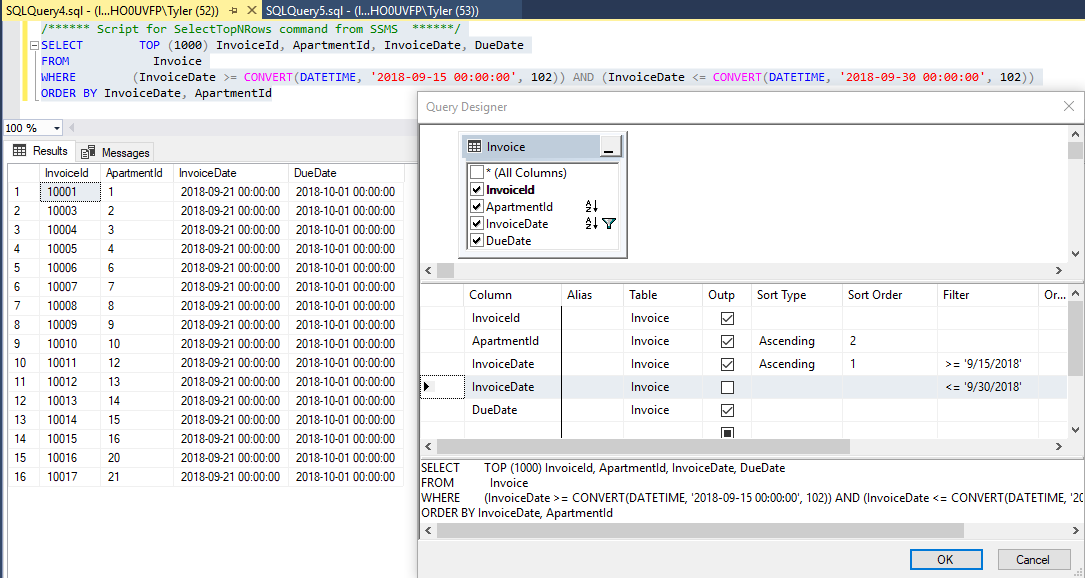 SQLQuery4.sql - (l...HO0UVFP\Tyler (52))* SQLQuery5.sql - (l...HO0UVFP\Tyler (53))
/****** Script for SelectTopNRows command from SSMS ******/
SELECT TOP (1000) InvoiceId, ApartmentId, InvoiceDate, DueDate
FROM Invoice
WHERE (InvoiceDate >= CONVERT(DATETIME, '2018-09-15 00:00:00', 102)) AND (InvoiceDate <= CONVERT(DATETIME, '2018-09-30 00:00:00', 102))
ORDER BY InvoiceDate, ApartmentId
100 %
Results Messages
InvoiceId ApartmentId InvoiceDate DueDate
1 10001 1 2018-09-21 00:00:00 2018-10-01 00:00:00
2 10003 2 2018-09-21 00:00:00 2018-10-01 00:00:00
3 10004 3 2018-09-21 00:00:00 2018-10-01 00:00:00
4 10005 4 2018-09-21 00:00:00 2018-10-01 00:00:00
5 10006 6 2018-09-21 00:00:00 2018-10-01 00:00:00
6 10007 7 2018-09-21 00:00:00 2018-10-01 00:00:00
7 10008 8 2018-09-21 00:00:00 2018-10-01 00:00:00
8 10009 9 2018-09-21 00:00:00 2018-10-01 00:00:00
9 10010 10 2018-09-21 00:00:00 2018-10-01 00:00:00
10 10011 12 2018-09-21 00:00:00 2018-10-01 00:00:00
11 10012 13 2018-09-21 00:00:00 2018-10-01 00:00:00
12 10013 14 2018-09-21 00:00:00 2018-10-01 00:00:00
13 10014 15 2018-09-21 00:00:00 2018-10-01 00:00:00
14 10015 16 2018-09-21 00:00:00 2018-10-01 00:00:00
15 10016 20 2018-09-21 00:00:00 2018-10-01 00:00:00
16 10017 21 2018-09-21 00:00:00 2018-10-01 00:00:00
Query Designer
Invoice
* (All Columns)
InvoiceId
ApartmentId
InvoiceDate
DueDate
Column Alias Table Outp Sort Type Sort Order Filter Or...
InvoiceId Invoice
ApartmentId Invoice Ascending 2
InvoiceDate Invoice Ascending 1 >= '9/15/2018'
InvoiceDate Invoice <= '9/30/2018'
DueDate Invoice
SELECT TOP (1000) InvoiceId, ApartmentId, InvoiceDate, DueDate
FROM Invoice
WHERE (InvoiceDate >= CONVERT(DATETIME, '2018-09-15 00:00:00', 102)) AND (InvoiceDate <= CONVERT(DATETIME, '20
ORDER BY InvoiceDate, ApartmentId
OK Cancel